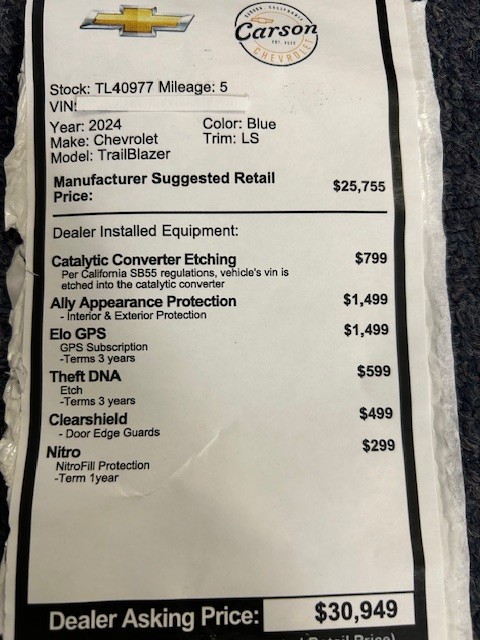 CARSON, CALIFORNIA
Carson
CHEVROLET
Stock: TL40977 Mileage: 5
VIN:
Year: 2024 Color: Blue
Make: Chevrolet Trim: LS
Model: TrailBlazer
Manufacturer Suggested Retail $25,755
Price:
Dealer Installed Equipment:
Catalytic Converter Etching $799
Per California SB55 regulations, vehicle's vin is
etched into the catalytic converter
Ally Appearance Protection $1,499
- Interior & Exterior Protection
Elo GPS $1,499
GPS Subscription
-Terms 3 years
Theft DNA $599
Etch
-Terms 3 years
Clearshield $499
- Door Edge Guards
Nitro $299
NitroFill Protection
-Term 1year
Dealer Asking Price: $30,949
Retail Price)